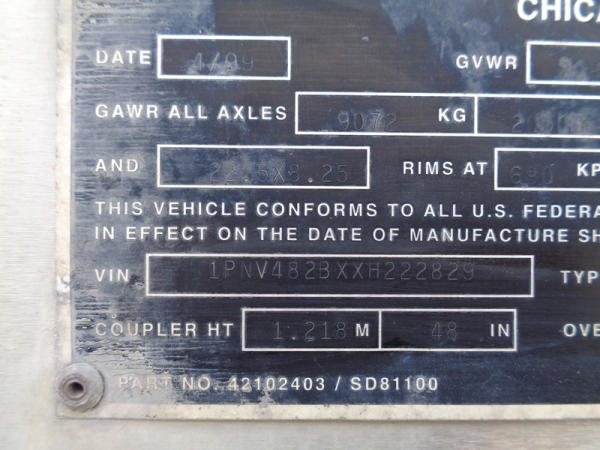 CHICA
DATE 4/99 GVWR
GAWR ALL AXLES 9072 KG
AND 22.5X8.25 RIMS AT 690 KP
THIS VEHICLE CONFORMS TO ALL U.S. FEDERA
IN EFFECT ON THE DATE OF MANUFACTURE SH
VIN 1PNV482BXXH222829 TYP
COUPLER HT 1.218 M 48 IN OVE
PART NO. 42102403 / SD81100